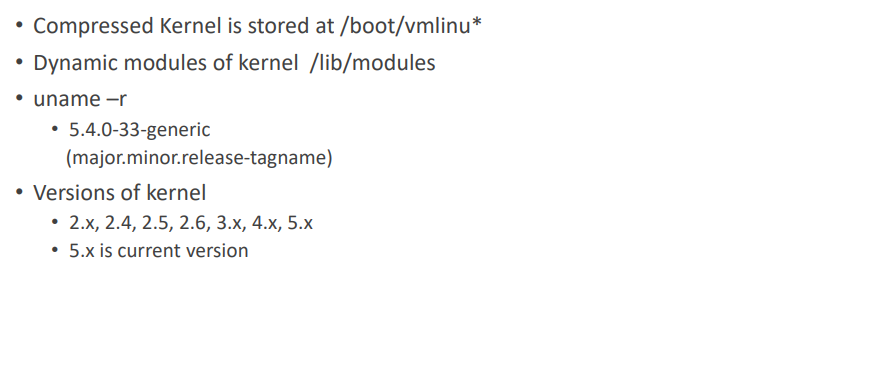 • Compressed Kernel is stored at /boot/vmlinu*
• Dynamic modules of kernel  /lib/modules
• uname –r
• 5.4.0-33-generic
(major.minor.release-tagname)
• Versions of kernel
• 2.x, 2.4, 2.5, 2.6, 3.x, 4.x, 5.x
• 5.x is current version